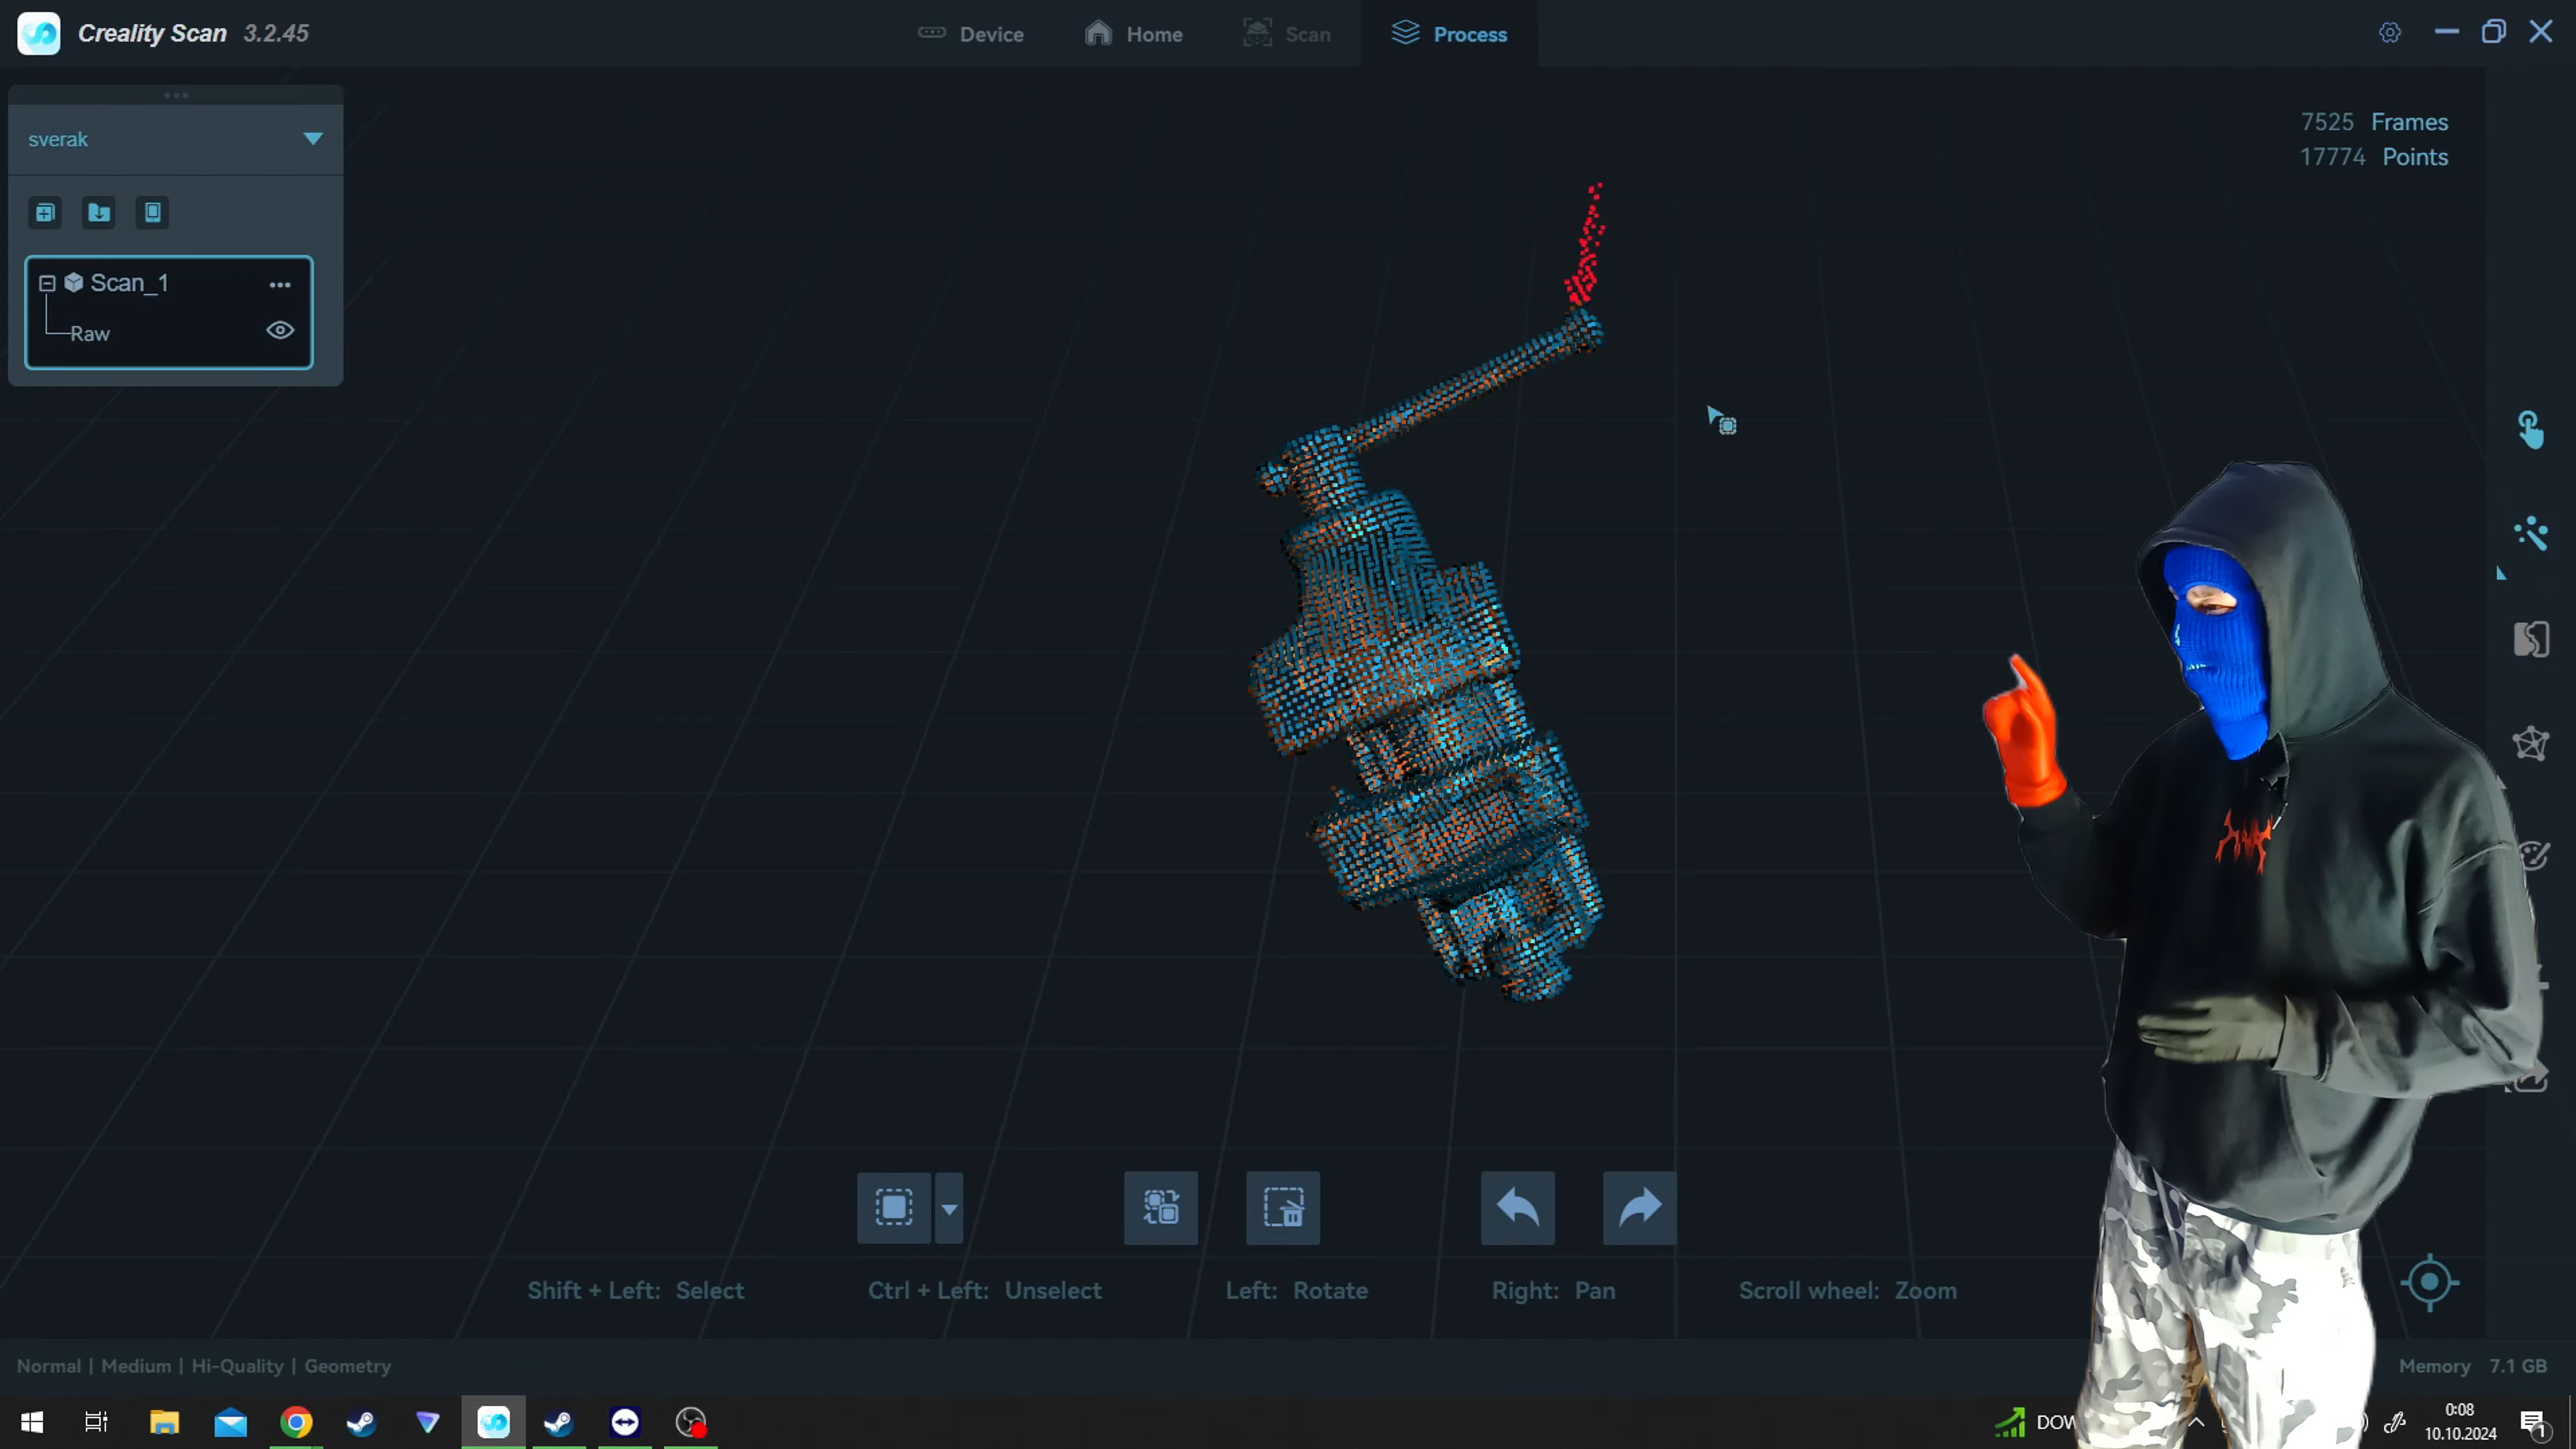 Creality Scan 3.2.45
Device
Home
Scan
Process
sverak
7525 Frames
17774 Points
Scan_1
Raw
Shift + Left: Select
Ctrl + Left: Unselect
Left: Rotate
Right: Pan
Scroll wheel: Zoom
Normal | Medium | Hi-Quality | Geometry
Memory 7.1 GB
0:08
10.10.2024
1